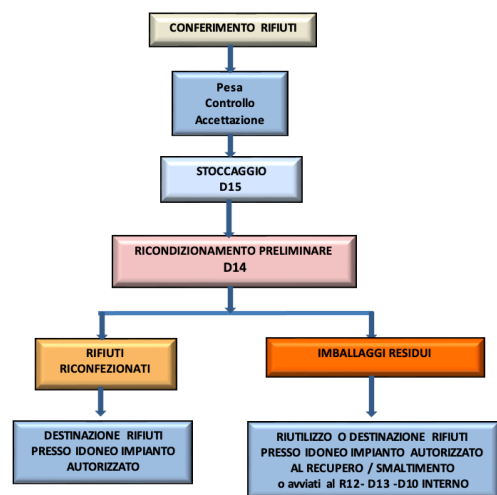 CONFERIMENTO RIFIUTI
Pesa
Controllo
Accettazione
STOCCAGGIO
D15
RICONDIZIONAMENTO PRELIMINARE
D14
RIFIUTI
RICONFEZIONATI
IMBALLAGGI RESIDUI
DESTINAZIONE RIFIUTI
PRESSO IDONEO IMPIANTO
AUTORIZZATO
RIUTILIZZO O DESTINAZIONE RIFIUTI
PRESSO IDONEO IMPIANTO AUTORIZZATO
AL RECUPERO / SMALTIMENTO
o avviati al R12- D13 -D10 INTERNO